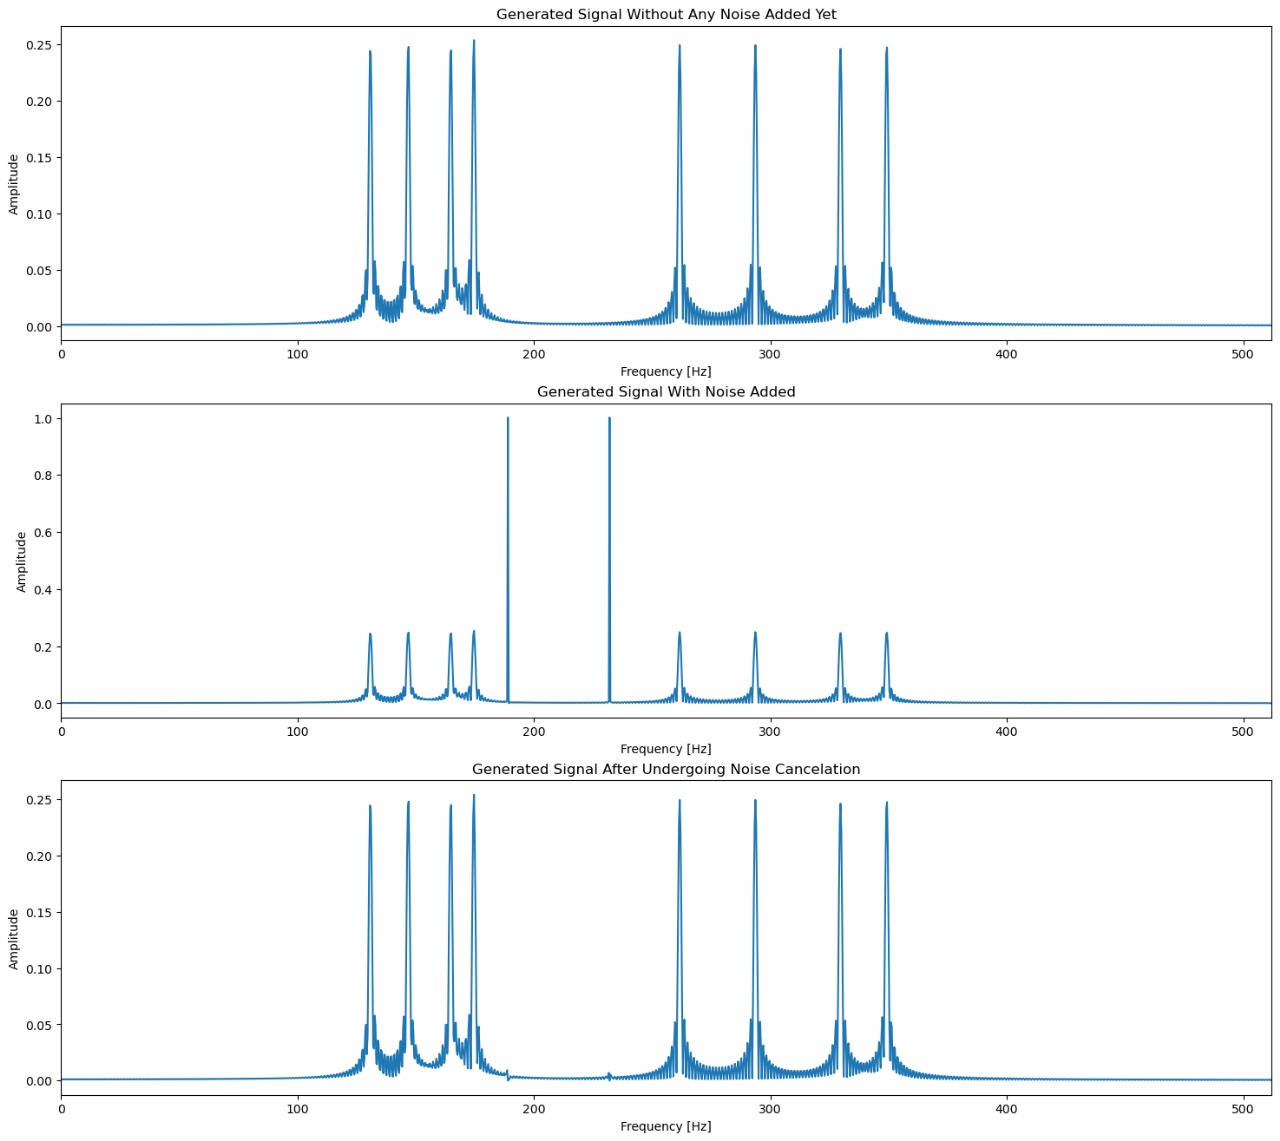 Generated Signal Without Any Noise Added Yet
0.25
0.20
0.15
0.10
0.05
0.00
Amplitude
0 100 200 300 400 500
Frequency [Hz]
Generated Signal With Noise Added
1.0
0.8
0.6
0.4
0.2
0.0
Amplitude
0 100 200 300 400 500
Frequency [Hz]
Generated Signal After Undergoing Noise Cancelation
0.25
0.20
0.15
0.10
0.05
0.00
Amplitude
0 100 200 300 400 500
Frequency [Hz]